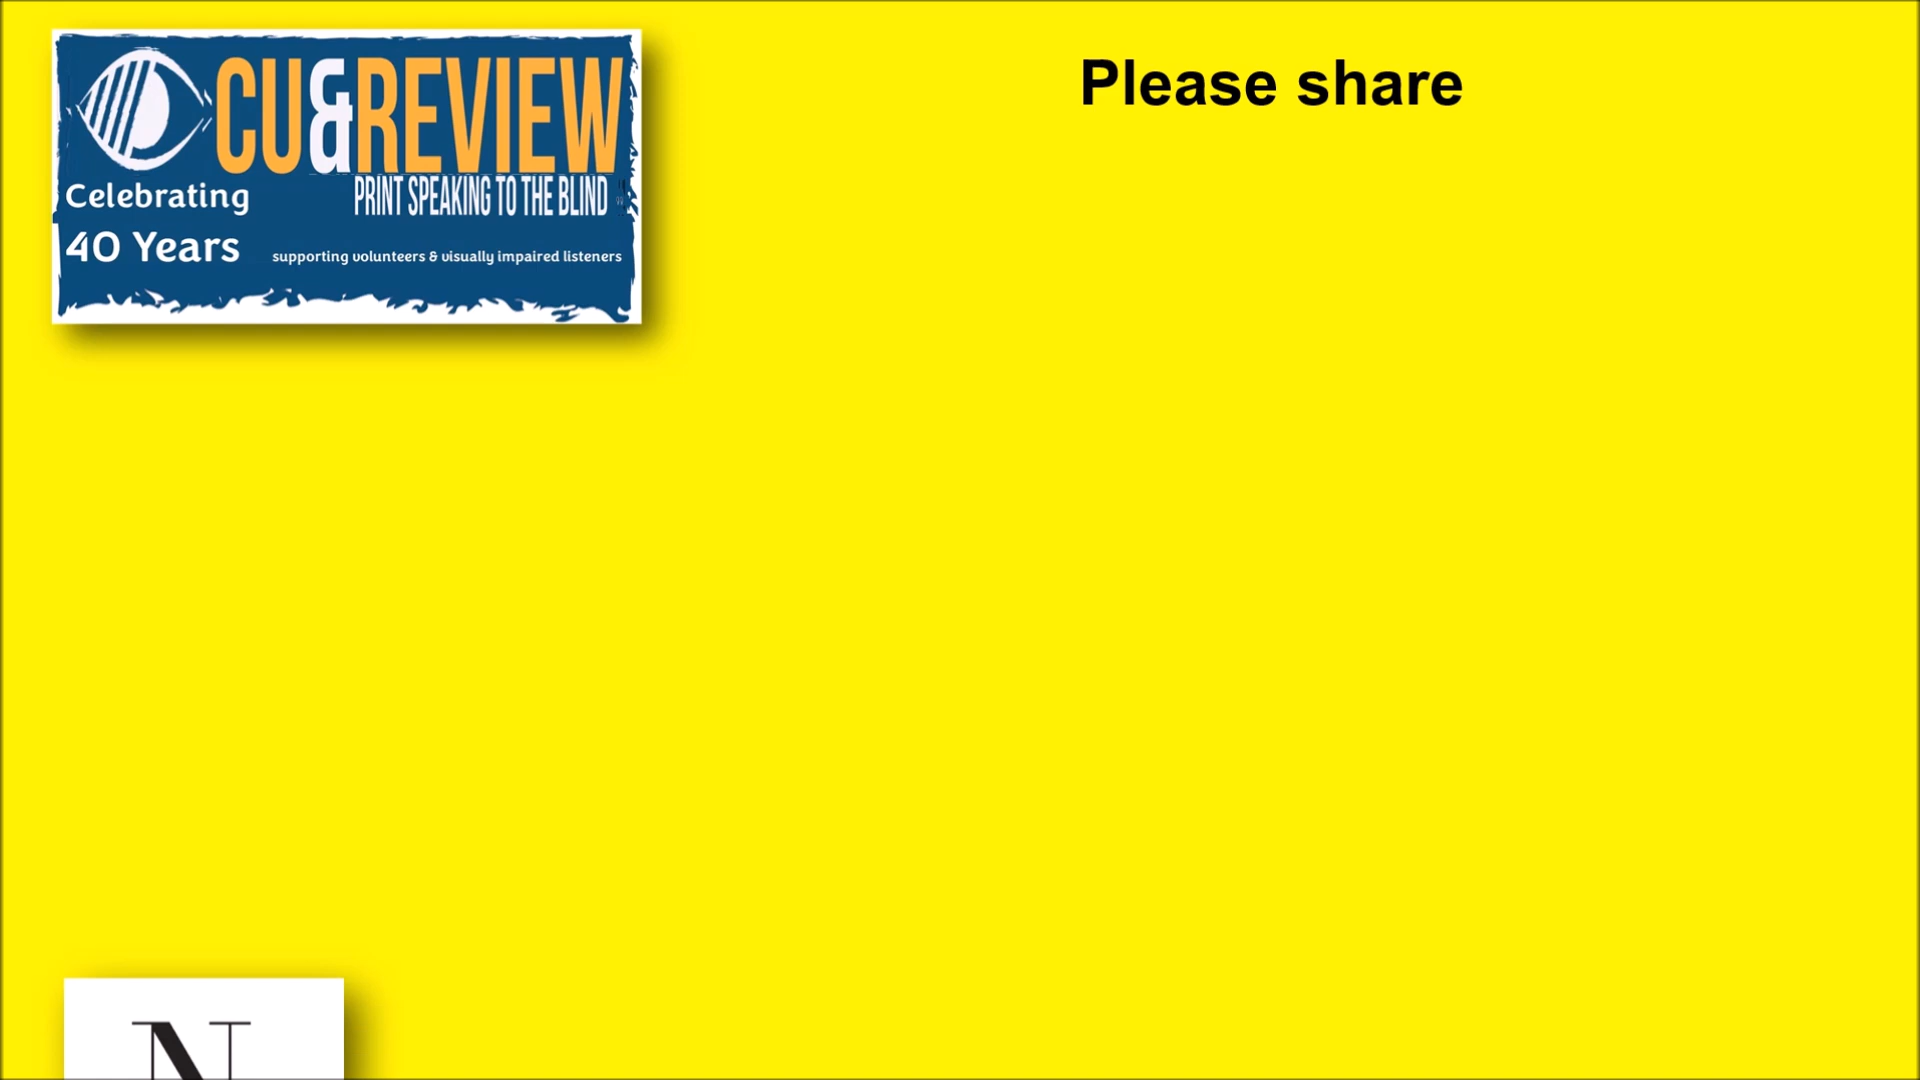 Please share
CU&REVIEW
PRINT SPEAKING TO THE BLIND
Celebrating
40 Years
supporting volunteers & visually impaired listeners
N